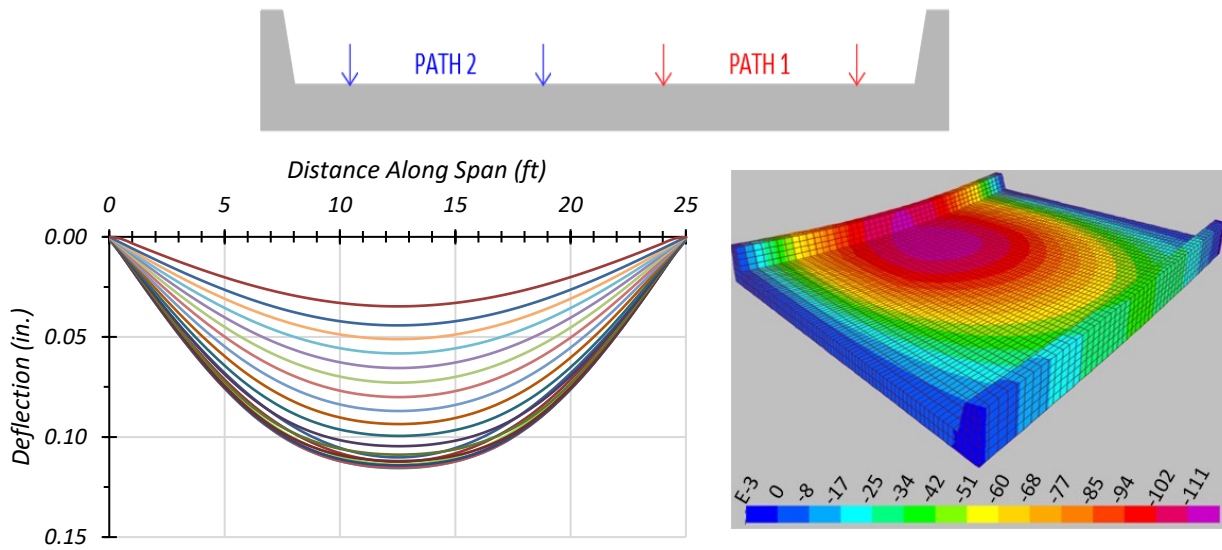 PATH 2 PATH 1
Distance Along Span (ft)
0 5 10 15 20 25
0.00
0.05
0.10
0.15
Deflection (in.)
E-3 0 -8 -17 -25 -34 -42 -51 -60 -68 -77 -85 -94 -102 -111